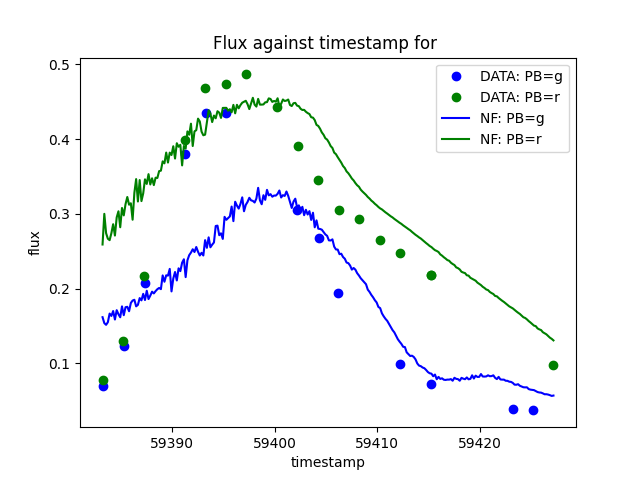 Flux against timestamp for
0.5
0.4
0.3
0.2
0.1
flux
59390
59400
59410
59420
timestamp
DATA: PB=g
DATA: PB=r
NF: PB=g
NF: PB=r